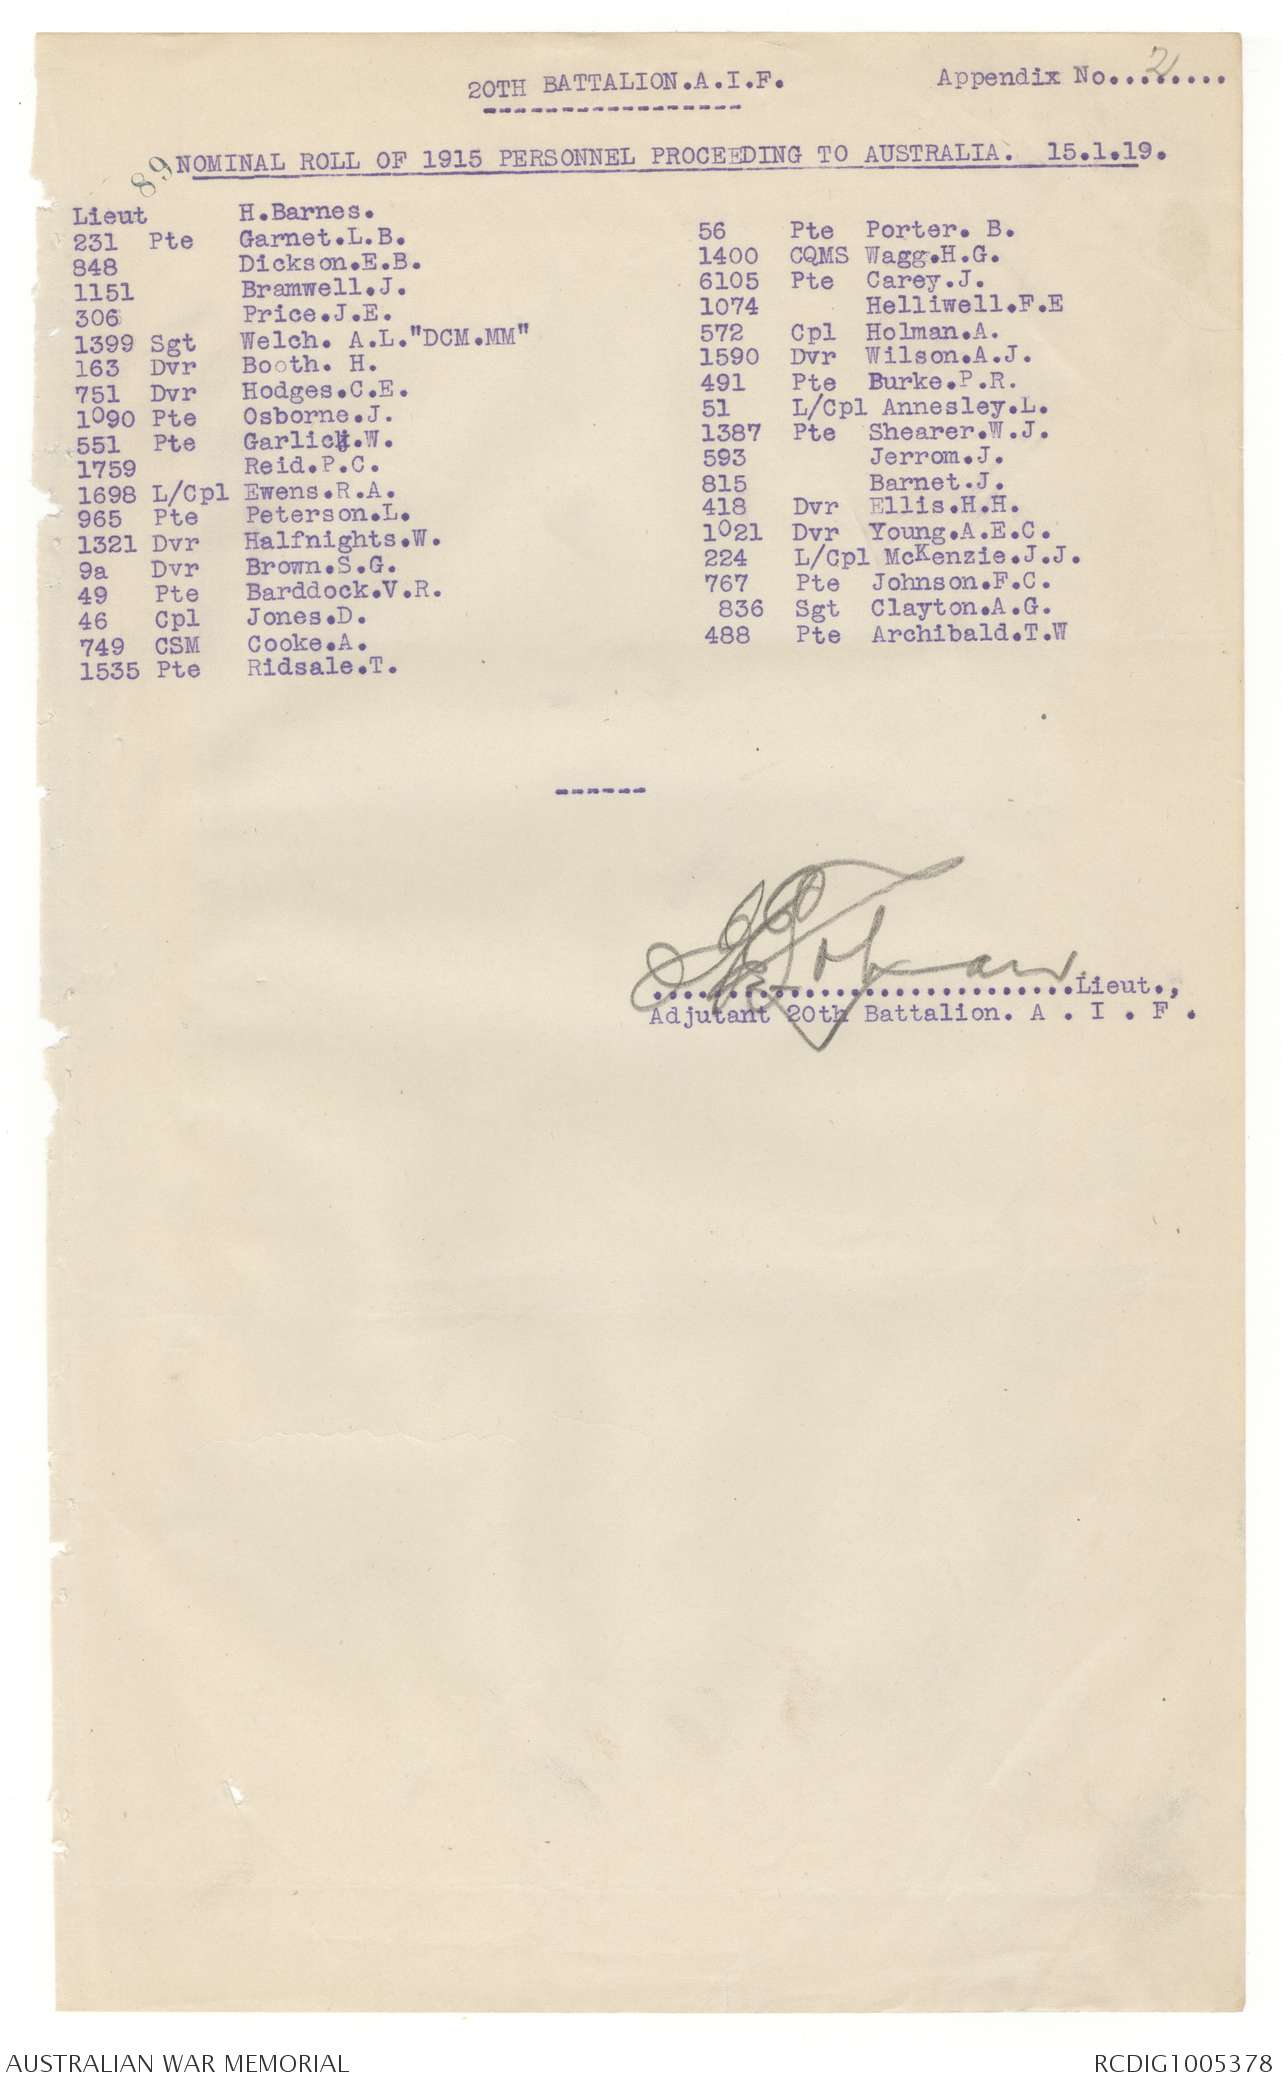 20TH BATTALION.A.I.F.
Appendix No...2.....
89
NOMINAL ROLL OF 1915 PERSONNEL PROCEEDING TO AUSTRALIA. 15.1.19.
Lieut H.Barnes.
231 Pte Garnet.L.B.
848 Dickson.E.B.
1151 Bramwell.J.
306 Price.J.E.
1399 Sgt Welch. A.L."DCM.MM"
163 Dvr Booth. H.
751 Dvr Hodges.C.E.
1090 Pte Osborne.J.
551 Pte Garlick.W.
1759 Reid.P.C.
1698 L/Cpl Ewens.R.A.
965 Pte Peterson.L.
1321 Dvr Halfnights.W.
9a Dvr Brown.S.G.
49 Pte Barddock.V.R.
46 Cpl Jones.D.
749 CSM Cooke.A.
1535 Pte Ridsale.T.
56 Pte Porter. B.
1400 CQMS Wagg.H.G.
6105 Pte Carey.J.
1074 Helliwell.F.E
572 Cpl Holman.A.
1590 Dvr Wilson.A.J.
491 Pte Burke.P.R.
51 L/Cpl Annesley.L.
1387 Pte Shearer.W.J.
593 Jerrom.J.
815 Barnet.J.
418 Dvr Ellis.H.H.
1021 Dvr Young.A.E.C.
224 L/Cpl McKenzie.J.J.
767 Pte Johnson.F.C.
836 Sgt Clayton.A.G.
488 Pte Archibald.T.W
------
..............................Lieut.,
Adjutant 20th Battalion. A . I . F .
AUSTRALIAN WAR MEMORIAL
RCDIG1005378